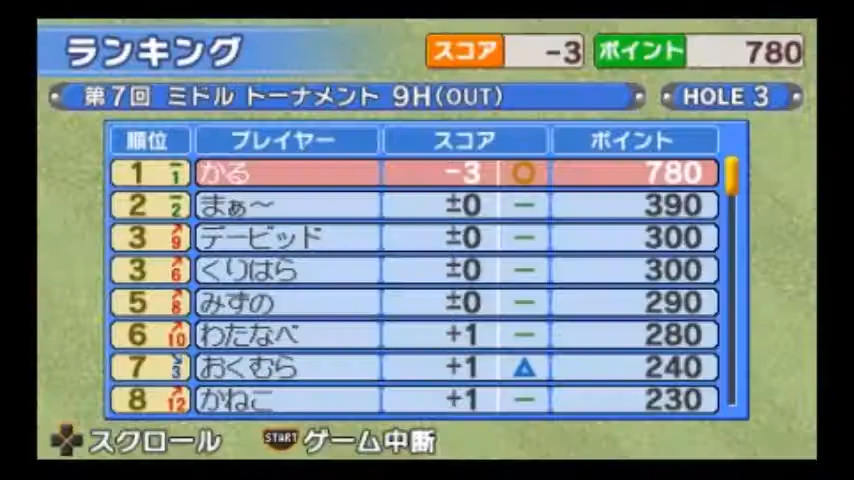 ランキング スコア -3 ポイント 780
第7回 ミドル トーナメント 9H(OUT) HOLE 3
順位 プレイヤー スコア ポイント
1 1 かる -3 780
2 2 まぁ〜 ±0 390
3 9 デービッド ±0 300
3 6 くりはら ±0 300
5 8 みずの ±0 290
6 10 わたなべ +1 280
7 3 おくむら +1 240
8 12 かねこ +1 230
スクロール START ゲーム中断